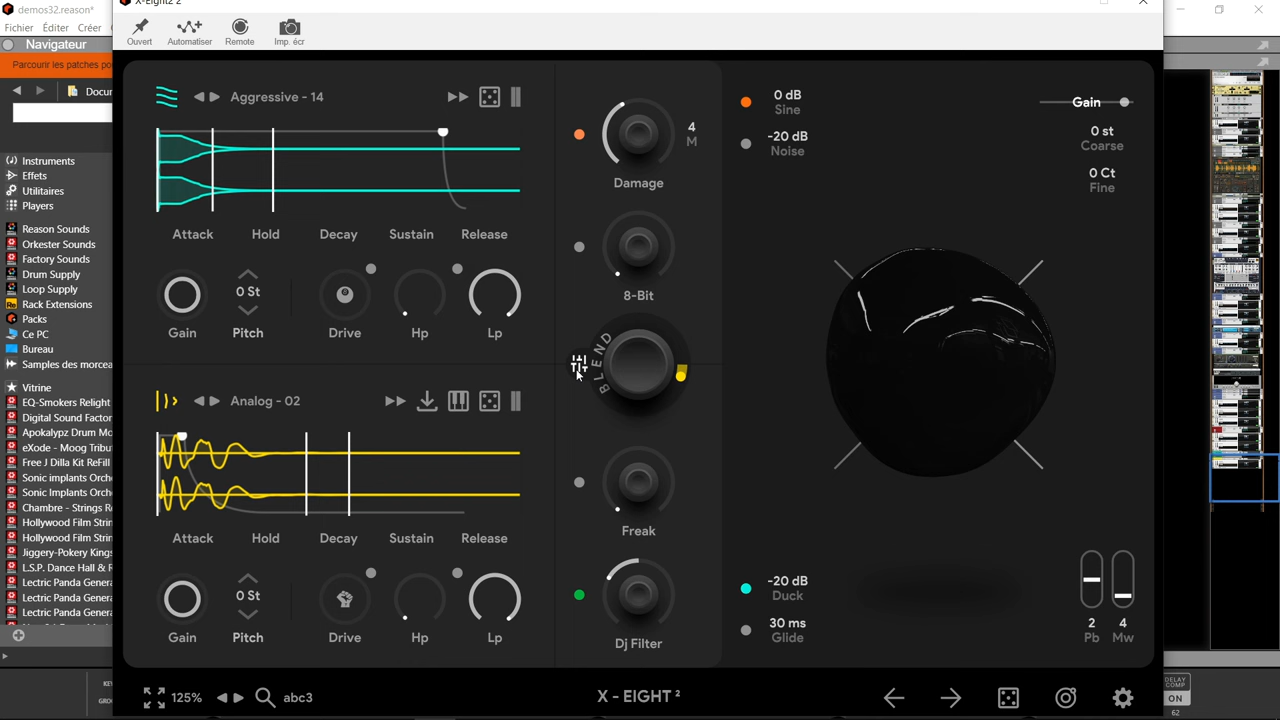 demos32.reason*
Fichier Éditer Créer
Navigateur
Parcourir les patches po
Docur
Instruments
Effets
Utilitaires
Players
Reason Sounds
Orkester Sounds
Factory Sounds
Drum Supply
Loop Supply
Rack Extensions
Packs
Ce PC
Bureau
Samples des morcea
Vitrine
EQ-Smokers Relight
Digital Sound Factor
Apokalypz Drum Mo
eXode - Moog Tribut
Free J Dilla Kit ReFill
Sonic implants Orch
Sonic Implants Orch
Chambre - Strings R
Hollywood Film Strin
Hollywood Film Strin
Jiggery-Pokery Kings
L.S.P. Dance Hall & R
Lectric Panda Genera
Lectric Panda Genera
Lectric Panda Genera
X-Eight2 2
Ouvert Automatiser Remote Imp. écr
Aggressive - 14
Attack Hold Decay Sustain Release
0 St
Gain Pitch Drive Hp Lp
Analog - 02
Attack Hold Decay Sustain Release
0 St
Gain Pitch Drive Hp Lp
4
M
Damage
8-Bit
BLEND
Freak
Dj Filter
0 dB
Sine
-20 dB
Noise
Gain
0 st
Coarse
0 Ct
Fine
-20 dB
Duck
30 ms
Glide
2 4
Pb Mw
125% abc3
X - EIGHT ²
DELAY
COMP
ON
62